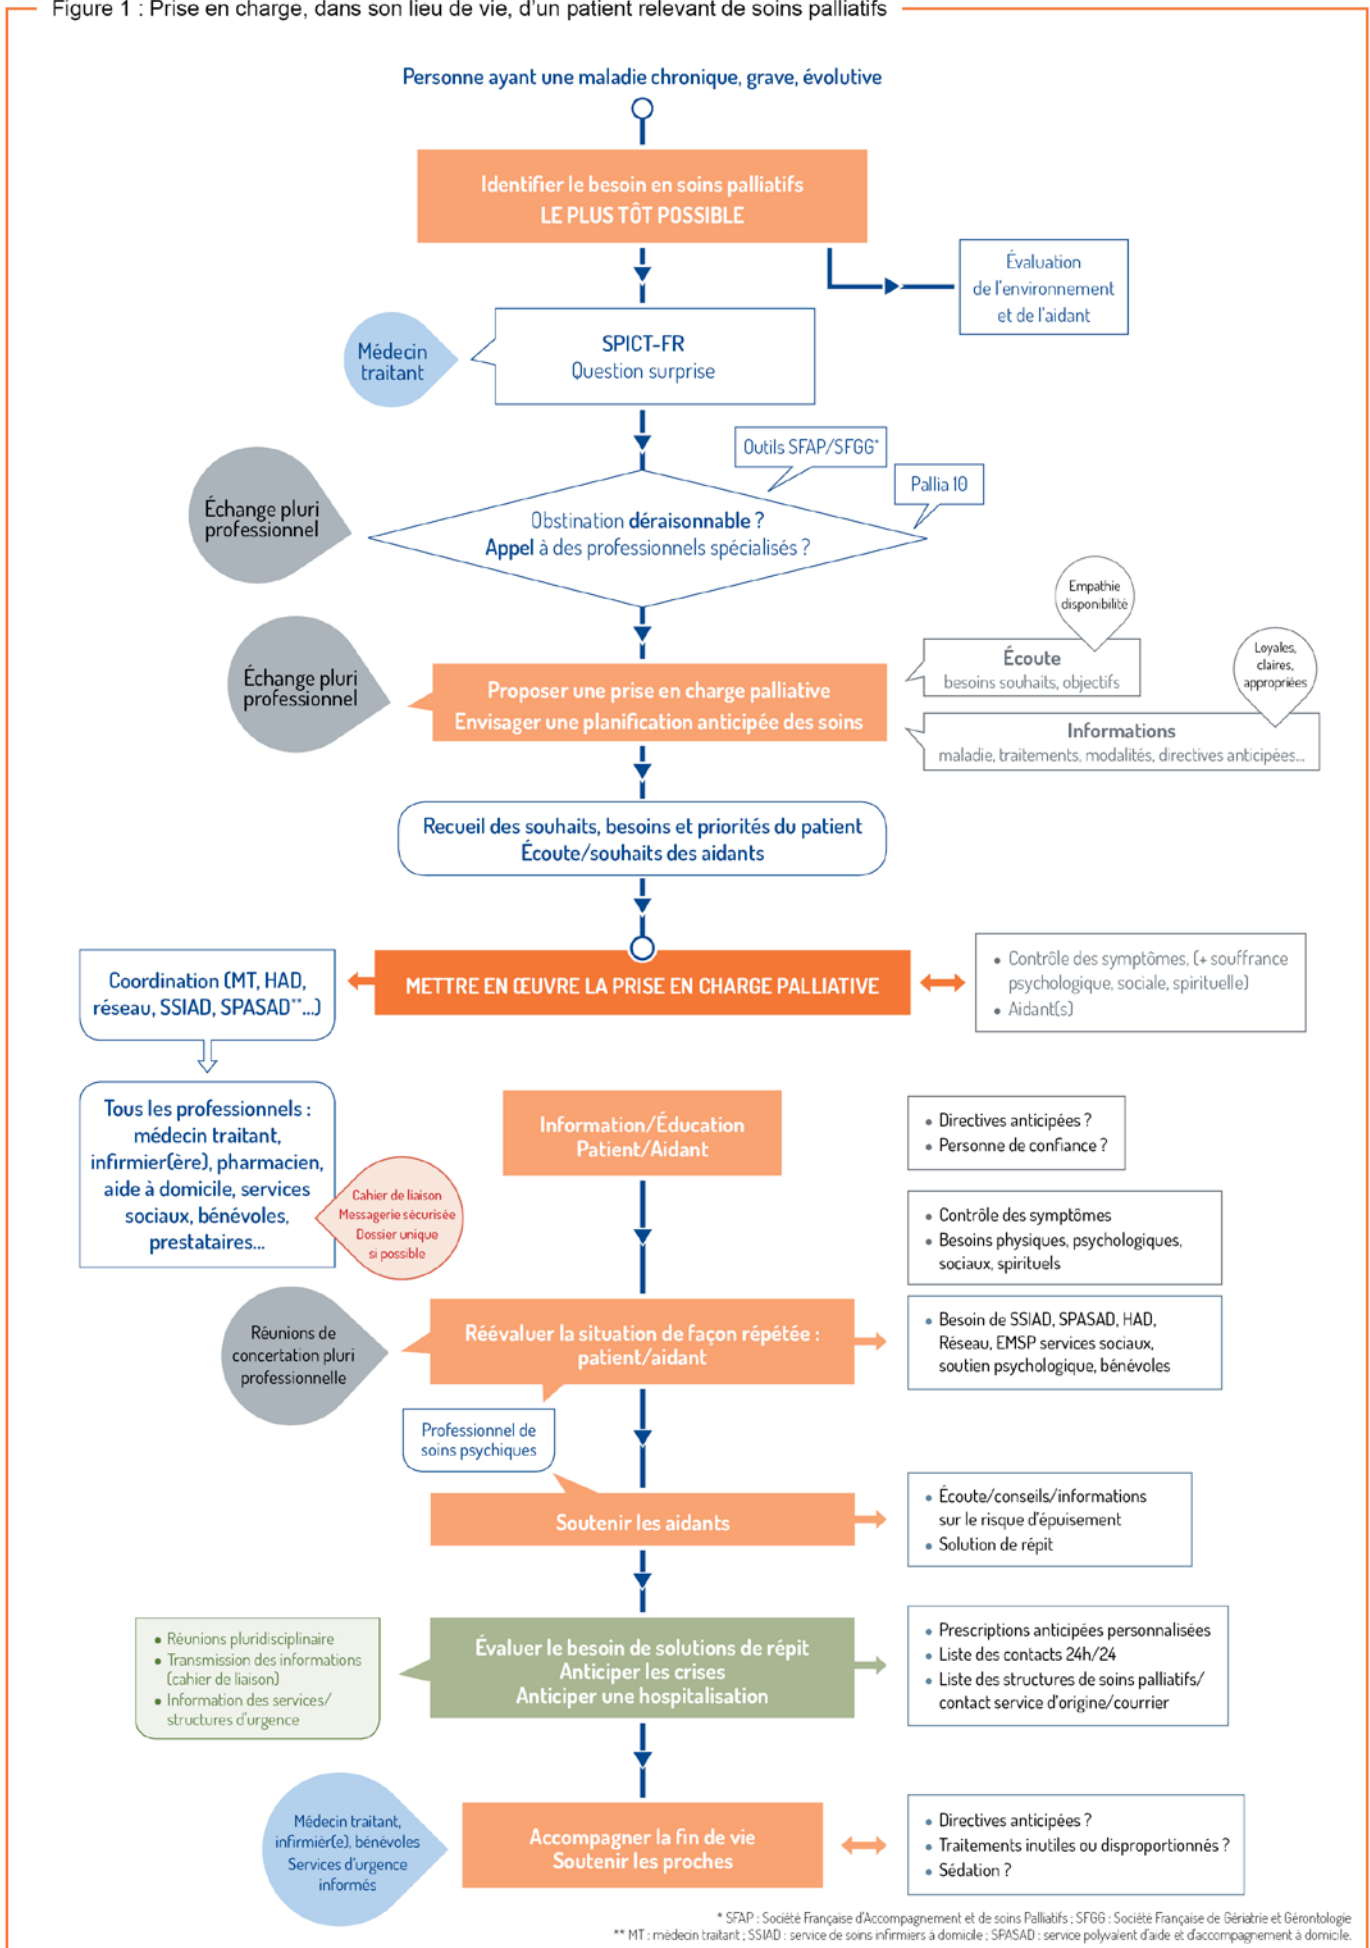 Figure 1 : Prise en charge, dans son lieu de vie, d'un patient relevant de soins palliatifs
Personne ayant une maladie chronique, grave, évolutive
Identifier le besoin en soins palliatifs
LE PLUS TÔT POSSIBLE
Évaluation
de l'environnement
et de l'aidant
Médecin
traitant
SPICT-FR
Question surprise
Outils SFAP/SFGG*
Pallia 10
Échange pluri
professionnel
Obstination déraisonnable ?
Appel à des professionnels spécialisés ?
Empathie
disponibilité
Échange pluri
professionnel
Proposer une prise en charge palliative
Envisager une planification anticipée des soins
Écoute
besoins souhaits, objectifs
Loyales,
claires,
appropriées
Informations
maladie, traitements, modalités, directives anticipées...
Recueil des souhaits, besoins et priorités du patient
Écoute/souhaits des aidants
Coordination (MT, HAD,
réseau, SSIAD, SPASAD**...)
METTRE EN ŒUVRE LA PRISE EN CHARGE PALLIATIVE
• Contrôle des symptômes, (+ souffrance
psychologique, sociale, spirituelle)
• Aidant(s)
Tous les professionnels :
médecin traitant,
infirmier(ère), pharmacien,
aide à domicile, services
sociaux, bénévoles,
prestataires...
Cahier de liaison
Messagerie sécurisée
Dossier unique
si possible
Information/Éducation
Patient/Aidant
• Directives anticipées ?
• Personne de confiance ?
• Contrôle des symptômes
• Besoins physiques, psychologiques,
sociaux, spirituels
Réunions de
concertation pluri
professionnelle
Réévaluer la situation de façon répétée :
patient/aidant
• Besoin de SSIAD, SPASAD, HAD,
Réseau, EMSP services sociaux,
soutien psychologique, bénévoles
Professionnel de
soins psychiques
Soutenir les aidants
• Écoute/conseils/informations
sur le risque d'épuisement
• Solution de répit
• Réunions pluridisciplinaire
• Transmission des informations
(cahier de liaison)
• Information des services/
structures d'urgence
Évaluer le besoin de solutions de répit
Anticiper les crises
Anticiper une hospitalisation
• Prescriptions anticipées personnalisées
• Liste des contacts 24h/24
• Liste des structures de soins palliatifs/
contact service d'origine/courrier
Médecin traitant,
infirmièr(e), bénévoles
Services d'urgence
informés
Accompagner la fin de vie
Soutenir les proches
• Directives anticipées ?
• Traitements inutiles ou disproportionnés ?
• Sédation ?
* SFAP : Société Française d'Accompagnement et de soins Palliatifs ; SFGG : Société Française de Gériatrie et Gérontologie
** MT : médecin traitant ; SSIAD : service de soins infirmiers à domicile ; SPASAD : service polyvalent d'aide et d'accompagnement à domicile.